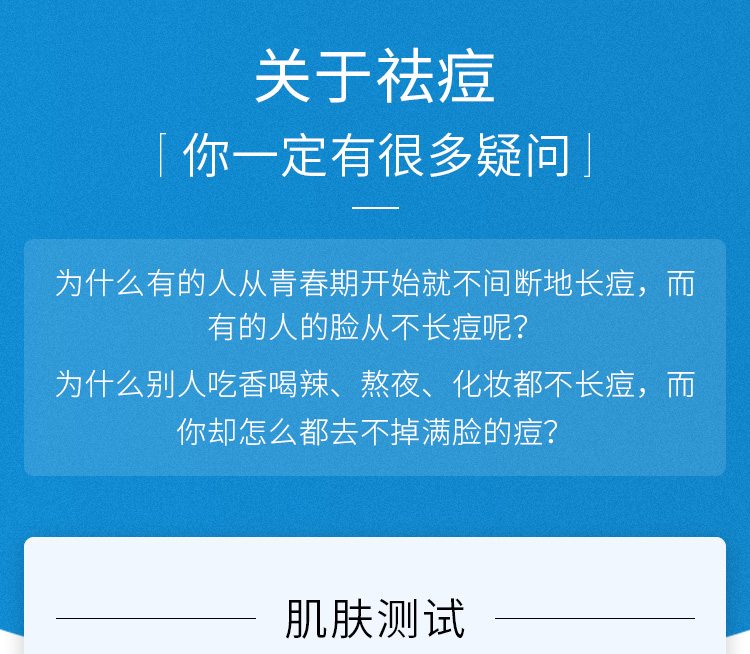 关于祛痘
「你一定有很多疑问」
为什么有的人从青春期开始就不间断地长痘，而
有的人的脸从不长痘呢？
为什么别人吃香喝辣、熬夜、化妆都不长痘，而
你却怎么都去不掉满脸的痘？
肌肤测试